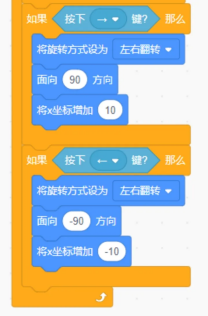 如果 按下 → 键? 那么
将旋转方式设为 左右翻转
面向 90 方向
将x坐标增加 10
如果 按下 ← 键? 那么
将旋转方式设为 左右翻转
面向 -90 方向
将x坐标增加 -10